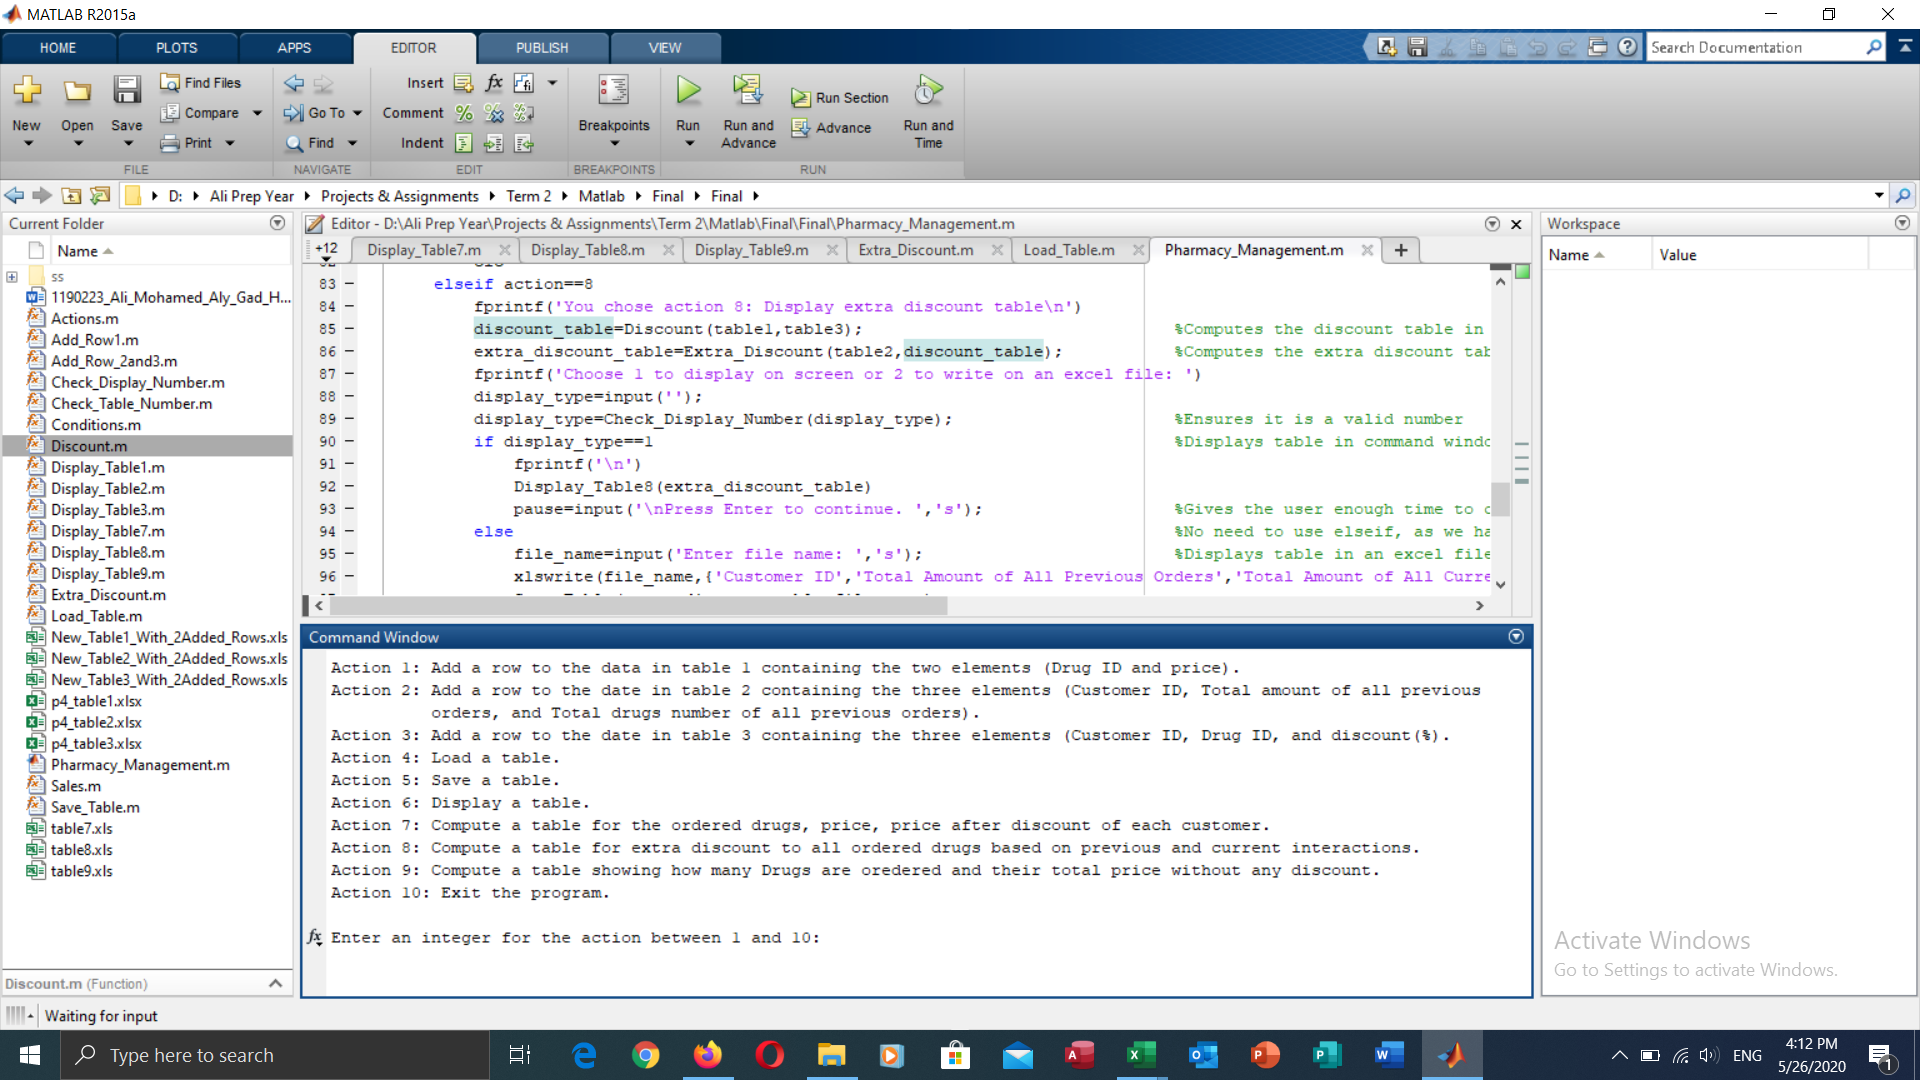 MATLAB R2015a
HOME PLOTS APPS EDITOR PUBLISH VIEW
Search Documentation
New Open Save Find Files Compare Print
Go To Find
Insert fx fi
Comment
Indent
Breakpoints
Run Run and Advance Run Section Advance Run and Time
FILE NAVIGATE EDIT BREAKPOINTS RUN
D: Ali Prep Year Projects & Assignments Term 2 Matlab Final Final
Current Folder
Name
ss
1190223_Ali_Mohamed_Aly_Gad_H...
Actions.m
Add_Row1.m
Add_Row_2and3.m
Check_Display_Number.m
Check_Table_Number.m
Conditions.m
Discount.m
Display_Table1.m
Display_Table2.m
Display_Table3.m
Display_Table7.m
Display_Table8.m
Display_Table9.m
Extra_Discount.m
Load_Table.m
New_Table1_With_2Added_Rows.xls
New_Table2_With_2Added_Rows.xls
New_Table3_With_2Added_Rows.xls
p4_table1.xlsx
p4_table2.xlsx
p4_table3.xlsx
Pharmacy_Management.m
Sales.m
Save_Table.m
table7.xls
table8.xls
table9.xls
Discount.m (Function)
Editor - D:\Ali Prep Year\Projects & Assignments\Term 2\Matlab\Final\Final\Pharmacy_Management.m
+12 Display_Table7.m Display_Table8.m Display_Table9.m Extra_Discount.m Load_Table.m Pharmacy_Management.m
83 – elseif action==8
84 – fprintf('You chose action 8: Display extra discount table\n')
85 – discount_table=Discount(table1,table3); %Computes the discount table in
86 – extra_discount_table=Extra_Discount(table2,discount_table); %Computes the extra discount tab
87 – fprintf('Choose 1 to display on screen or 2 to write on an excel file: ')
88 – display_type=input('');
89 – display_type=Check_Display_Number(display_type); %Ensures it is a valid number
90 – if display_type==1 %Displays table in command windo
91 – fprintf('\n')
92 – Display_Table8(extra_discount_table)
93 – pause=input('\nPress Enter to continue. ','s'); %Gives the user enough time to c
94 – else %No need to use elseif, as we ha
95 – file_name=input('Enter file name: ','s'); %Displays table in an excel file
96 – xlswrite(file_name,{'Customer ID','Total Amount of All Previous Orders','Total Amount of All Curre
Command Window
Action 1: Add a row to the data in table 1 containing the two elements (Drug ID and price).
Action 2: Add a row to the date in table 2 containing the three elements (Customer ID, Total amount of all previous
orders, and Total drugs number of all previous orders).
Action 3: Add a row to the date in table 3 containing the three elements (Customer ID, Drug ID, and discount(%).
Action 4: Load a table.
Action 5: Save a table.
Action 6: Display a table.
Action 7: Compute a table for the ordered drugs, price, price after discount of each customer.
Action 8: Compute a table for extra discount to all ordered drugs based on previous and current interactions.
Action 9: Compute a table showing how many Drugs are oredered and their total price without any discount.
Action 10: Exit the program.
fx Enter an integer for the action between 1 and 10:
Workspace
Name Value
Activate Windows
Go to Settings to activate Windows.
Waiting for input
Type here to search
ENG
4:12 PM
5/26/2020
1